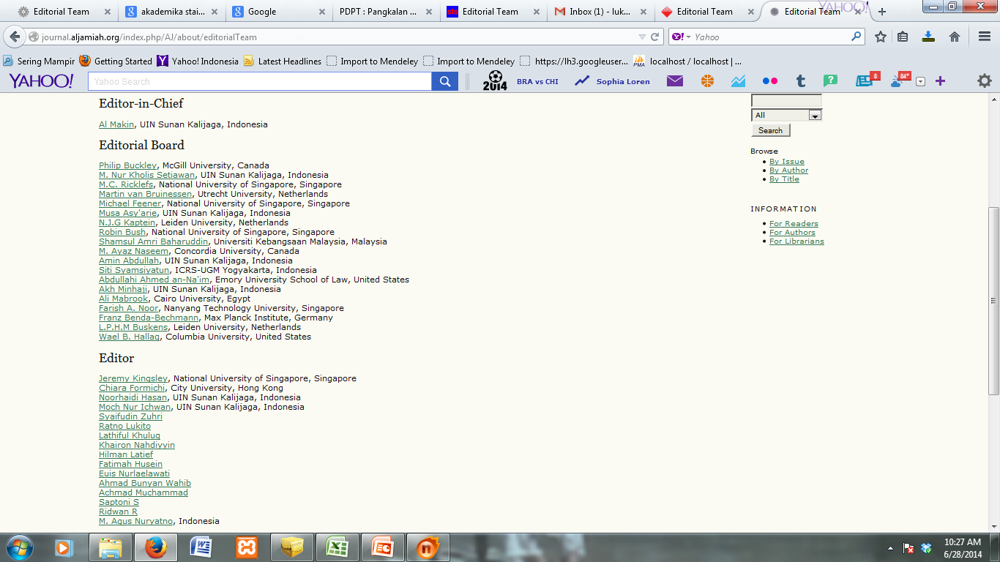 Editorial Team
akademika stai...
Google
PDPT : Pangkalan ...
sts
Editorial Team
Inbox (1) - luk...
Editorial Team
Editorial Team
YAHOO!
journal.aljamiah.org/index.php/AJ/about/editorialTeam
Yahoo
Sering Mampir
Getting Started
Yahoo! Indonesia
Latest Headlines
Import to Mendeley
Import to Mendeley
https://lh3.googleuser...
PMA
localhost / localhost | ...
YAHOO!
Yahoo Search
2014
BRA vs CHI
Sophia Loren
8
84*
Editor-in-Chief
Al Makin, UIN Sunan Kalijaga, Indonesia
Editorial Board
Philip Buckley, McGill University, Canada
M. Nur Kholis Setiawan, UIN Sunan Kalijaga, Indonesia
M.C. Ricklefs, National University of Singapore, Singapore
Martin van Bruinessen, Utrecht University, Netherlands
Michael Feener, National University of Singapore, Singapore
Musa Asy'arie, UIN Sunan Kalijaga, Indonesia
N.J.G Kaptein, Leiden University, Netherlands
Robin Bush, National University of Singapore, Singapore
Shamsul Amri Baharuddin, Universiti Kebangsaan Malaysia, Malaysia
M. Ayaz Naseem, Concordia University, Canada
Amin Abdullah, UIN Sunan Kalijaga, Indonesia
Siti Syamsiyatun, ICRS-UGM Yogyakarta, Indonesia
Abdullahi Ahmed an-Na'im, Emory University School of Law, United States
Akh Minhaji, UIN Sunan Kalijaga, Indonesia
Ali Mabrook, Cairo University, Egypt
Farish A. Noor, Nanyang Technology University, Singapore
Franz Benda-Bechmann, Max Planck Institute, Germany
L.P.H.M Buskens, Leiden University, Netherlands
Wael B. Hallaq, Columbia University, United States
Editor
Jeremy Kingsley, National University of Singapore, Singapore
Chiara Formichi, City University, Hong Kong
Noorhaidi Hasan, UIN Sunan Kalijaga, Indonesia
Moch Nur Ichwan, UIN Sunan Kalijaga, Indonesia
Syaifudin Zuhri
Ratno Lukito
Lathiful Khuluq
Khairon Nahdiyyin
Hilman Latief
Fatimah Husein
Euis Nurlaelawati
Ahmad Bunyan Wahib
Achmad Muchammad
Saptoni S
Ridwan R
M. Agus Nuryatno, Indonesia
All
Search
Browse
By Issue
By Author
By Title
INFORMATION
For Readers
For Authors
For Librarians
10:27 AM
6/28/2014